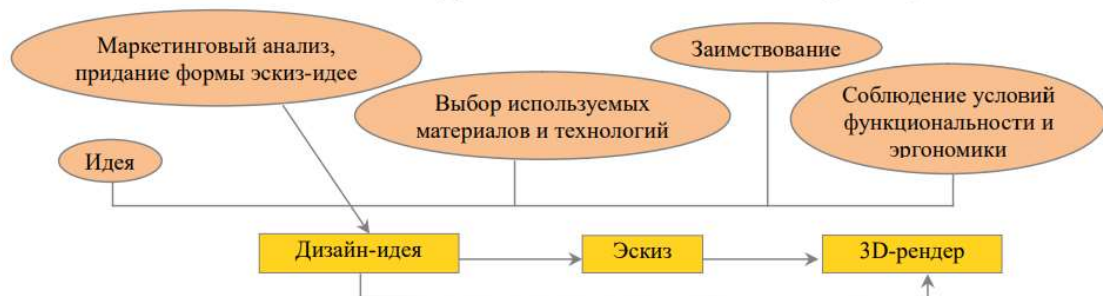 Маркетинговый анализ,
придание формы эскиз-идее
Заимствование
Выбор используемых
материалов и технологий
Соблюдение условий
функциональности и
эргономики
Идея
Дизайн-идея
Эскиз
3D-рендер